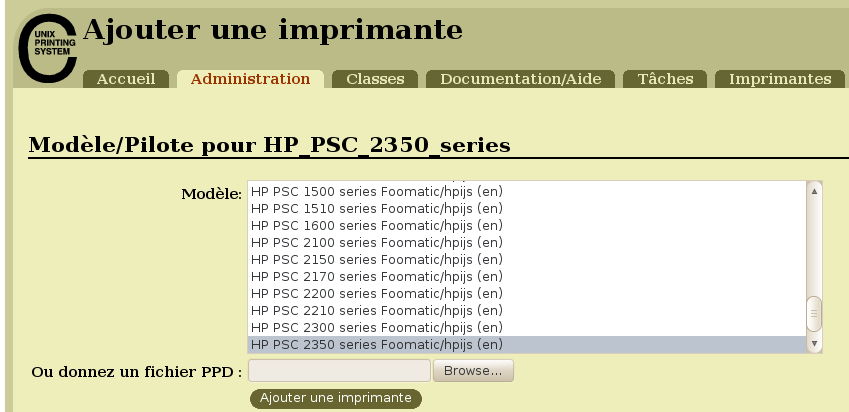 UNIX
PRINTING
SYSTEM
Ajouter une imprimante
Accueil
Administration
Classes
Documentation/Aide
Tâches
Imprimantes
Modèle/Pilote pour HP_PSC_2350_series
Modèle:
HP PSC 1500 series Foomatic/hpijs (en)
HP PSC 1510 series Foomatic/hpijs (en)
HP PSC 1600 series Foomatic/hpijs (en)
HP PSC 2100 series Foomatic/hpijs (en)
HP PSC 2150 series Foomatic/hpijs (en)
HP PSC 2170 series Foomatic/hpijs (en)
HP PSC 2200 series Foomatic/hpijs (en)
HP PSC 2210 series Foomatic/hpijs (en)
HP PSC 2300 series Foomatic/hpijs (en)
HP PSC 2350 series Foomatic/hpijs (en)
Ou donnez un fichier PPD :
Browse...
Ajouter une imprimante